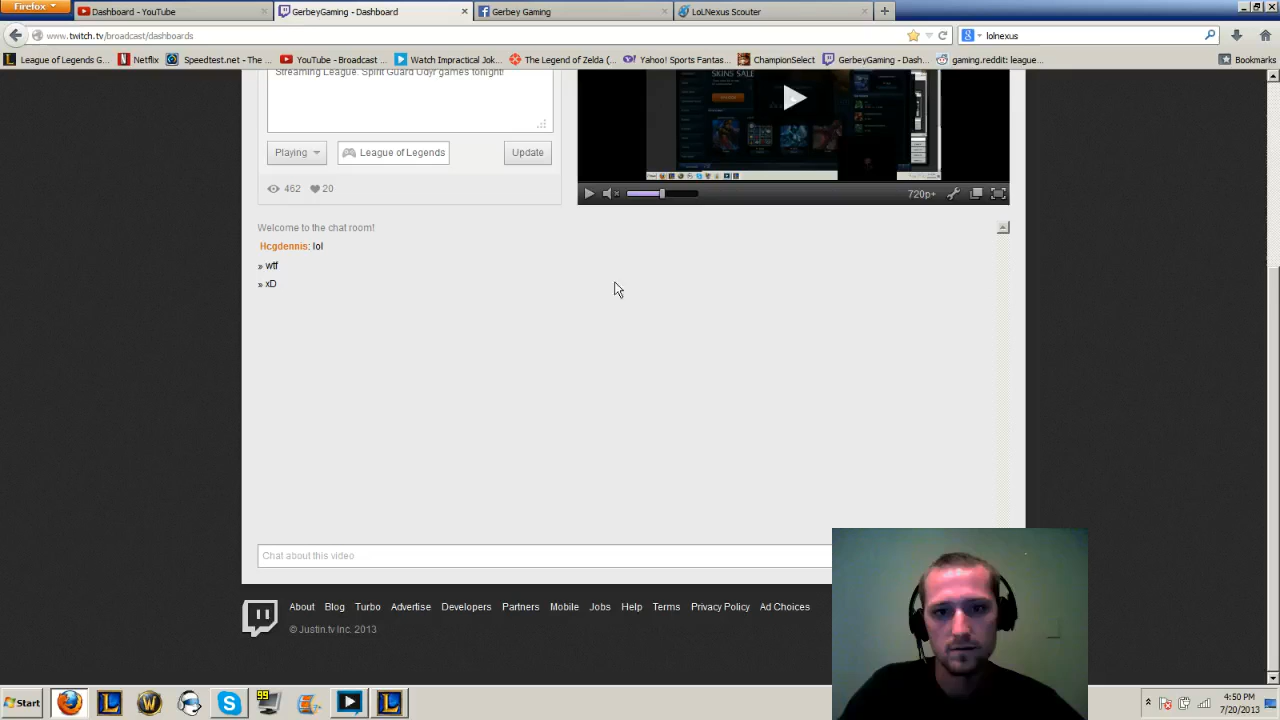 Firefox
Dashboard - YouTube
GerbeyGaming - Dashboard
Gerbey Gaming
LoLNexus Scouter
www.twitch.tv/broadcast/dashboards
lolnexus
League of Legends G...
Netflix
Speedtest.net - The ...
YouTube - Broadcast
Watch Impractical Jok...
The Legend of Zelda (...
Yahoo! Sports Fantas...
ChampionSelect
GerbeyGaming - Dash...
gaming.reddit: league...
Bookmarks
Streaming League. Spirit Guard Udyr games tonight!
SKINS SALE
Playing
League of Legends
Update
462
20
720p+
Welcome to the chat room!
Hcgdennis: lol
» wtf
» xD
Chat about this video
About Blog Turbo Advertise Developers Partners Mobile Jobs Help Terms Privacy Policy Ad Choices
© Justin.tv Inc. 2013
Start
99
4:50 PM
7/20/2013